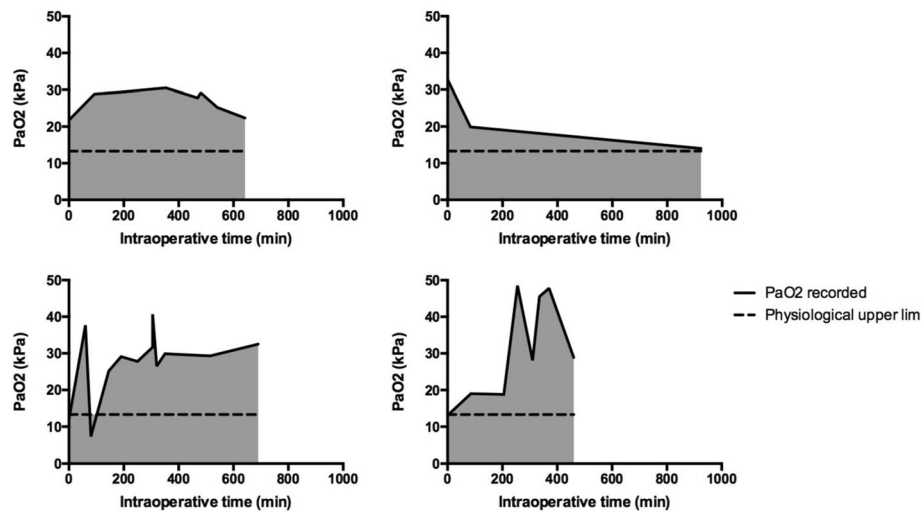 50
40
30
20
10
0
PaO2 (kPa)
0 200 400 600 800 1000
Intraoperative time (min)
50
40
30
20
10
0
PaO2 (kPa)
0 200 400 600 800 1000
Intraoperative time (min)
50
40
30
20
10
0
PaO2 (kPa)
0 200 400 600 800 1000
Intraoperative time (min)
50
40
30
20
10
0
PaO2 (kPa)
0 200 400 600 800 1000
Intraoperative time (min)
PaO2 recorded
Physiological upper lim